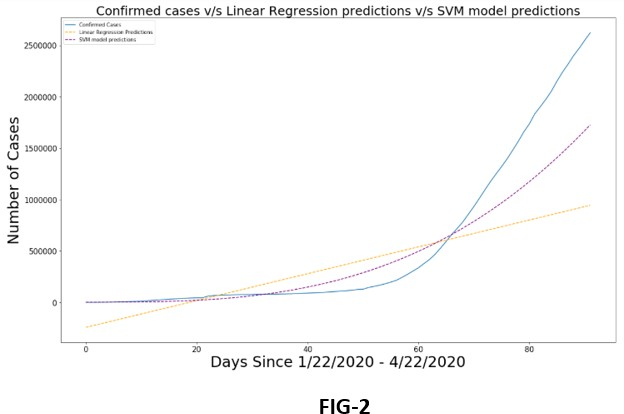 Confirmed cases v/s Linear Regression predictions v/s SVM model predictions
Confirmed Cases
Linear Regression Predictions
SVM model predictions
Number of Cases
2500000
2000000
1500000
1000000
500000
0
0 20 40 60 80
Days Since 1/22/2020 - 4/22/2020
FIG-2